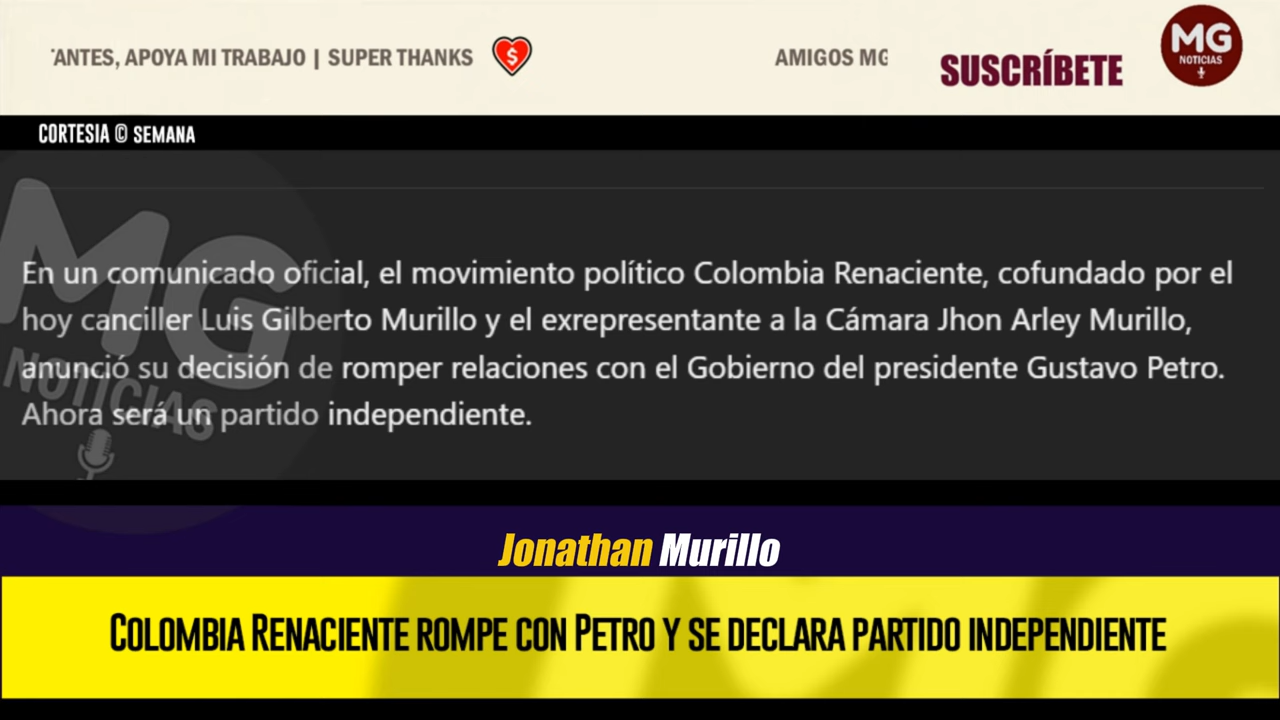 'ANTES, APOYA MI TRABAJO | SUPER THANKS
$
AMIGOS MG
SUSCRÍBETE
MG
NOTICIAS
CORTESIA © SEMANA
MG
NOTICIAS
En un comunicado oficial, el movimiento político Colombia Renaciente, cofundado por el
hoy canciller Luis Gilberto Murillo y el exrepresentante a la Cámara Jhon Arley Murillo,
anunció su decisión de romper relaciones con el Gobierno del presidente Gustavo Petro.
Ahora será un partido independiente.
Jonathan Murillo
COLOMBIA RENACIENTE ROMPE CON PETRO Y SE DECLARA PARTIDO INDEPENDIENTE